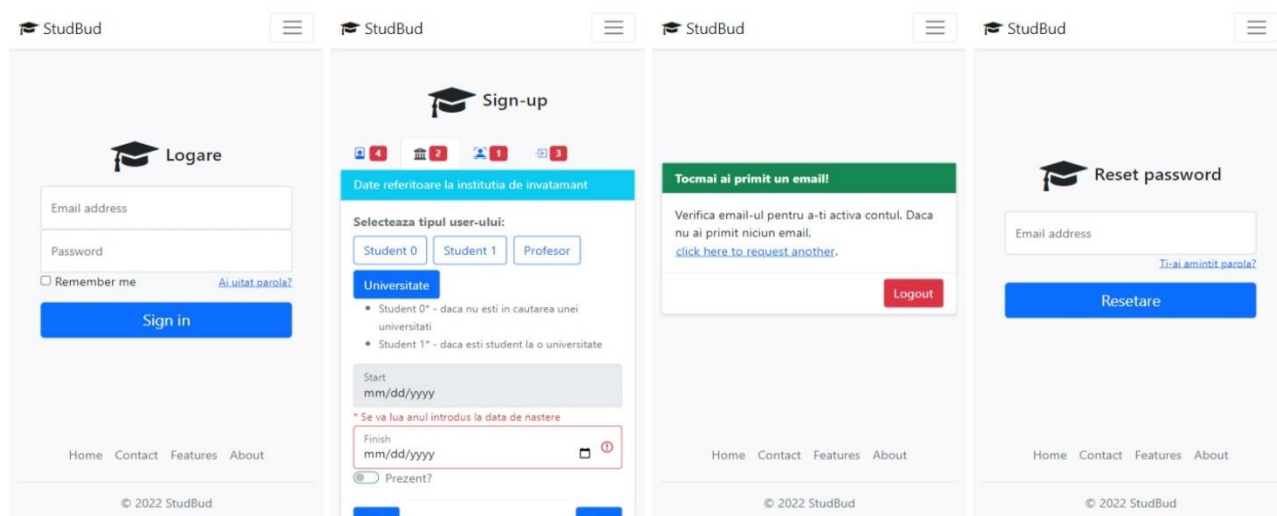 StudBud
Logare
Email address
Password
Remember me
Ai uitat parola?
Sign in
Home Contact Features About
© 2022 StudBud
StudBud
Sign-up
4 2 1 3
Date referitoare la institutia de invatamant
Selecteaza tipul user-ului:
Student 0 Student 1 Profesor
Universitate
Student 0* - daca nu esti in cautarea unei
universitati
Student 1* - daca esti student la o universitate
Start
mm/dd/yyyy
* Se va lua anul introdus la data de nastere
Finish
mm/dd/yyyy
Prezent?
StudBud
Tocmai ai primit un email!
Verifica email-ul pentru a-ti activa contul. Daca
nu ai primit niciun email,
click here to request another.
Logout
Home Contact Features About
© 2022 StudBud
StudBud
Reset password
Email address
Ti-ai amintit parola?
Resetare
Home Contact Features About
© 2022 StudBud